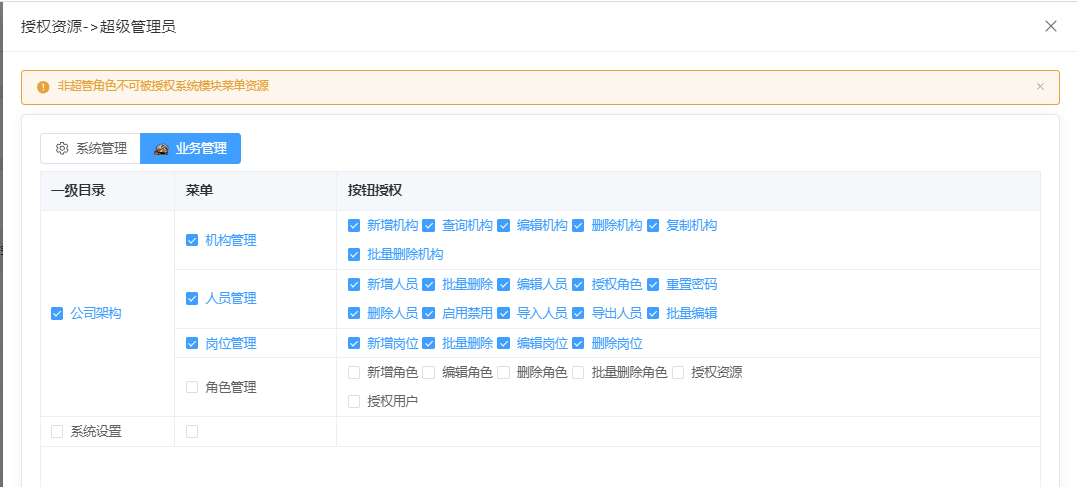 授权资源->超级管理员
非超管角色不可被授权系统模块菜单资源
系统管理 业务管理
一级目录 菜单 按钮授权
公司架构
机构管理
新增机构 查询机构 编辑机构 删除机构 复制机构
批量删除机构
人员管理
新增人员 批量删除 编辑人员 授权角色 重置密码
删除人员 启用禁用 导入人员 导出人员 批量编辑
岗位管理 新增岗位 批量删除 编辑岗位 删除岗位
角色管理
新增角色 编辑角色 删除角色 批量删除角色 授权资源
授权用户
系统设置